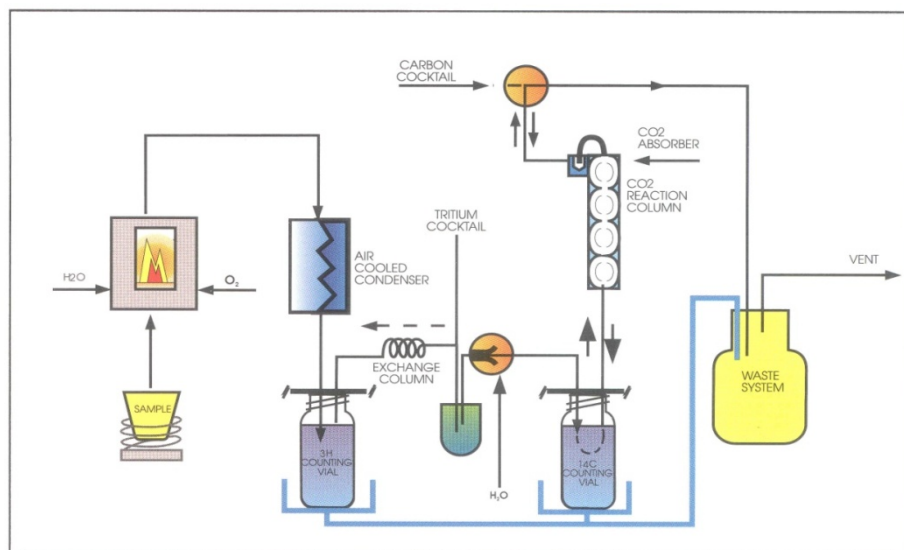 CARBON
COCKTAIL
CO2
ABSORBER
CO2
REACTION
COLUMN
TRITIUM
COCKTAIL
AIR
COOLED
CONDENSER
VENT
H2O
O2
EXCHANGE
COLUMN
WASTE
SYSTEM
SAMPLE
3H
COUNTING
VIAL
14C
COUNTING
VIAL
H2O